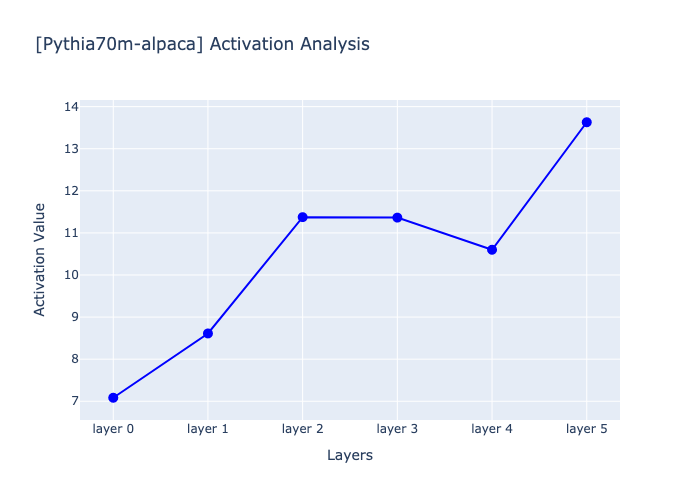 [Pythia70m-alpaca] Activation Analysis
14
13
12
11
10
9
8
7
Activation Value
layer 0 layer 1 layer 2 layer 3 layer 4 layer 5
Layers